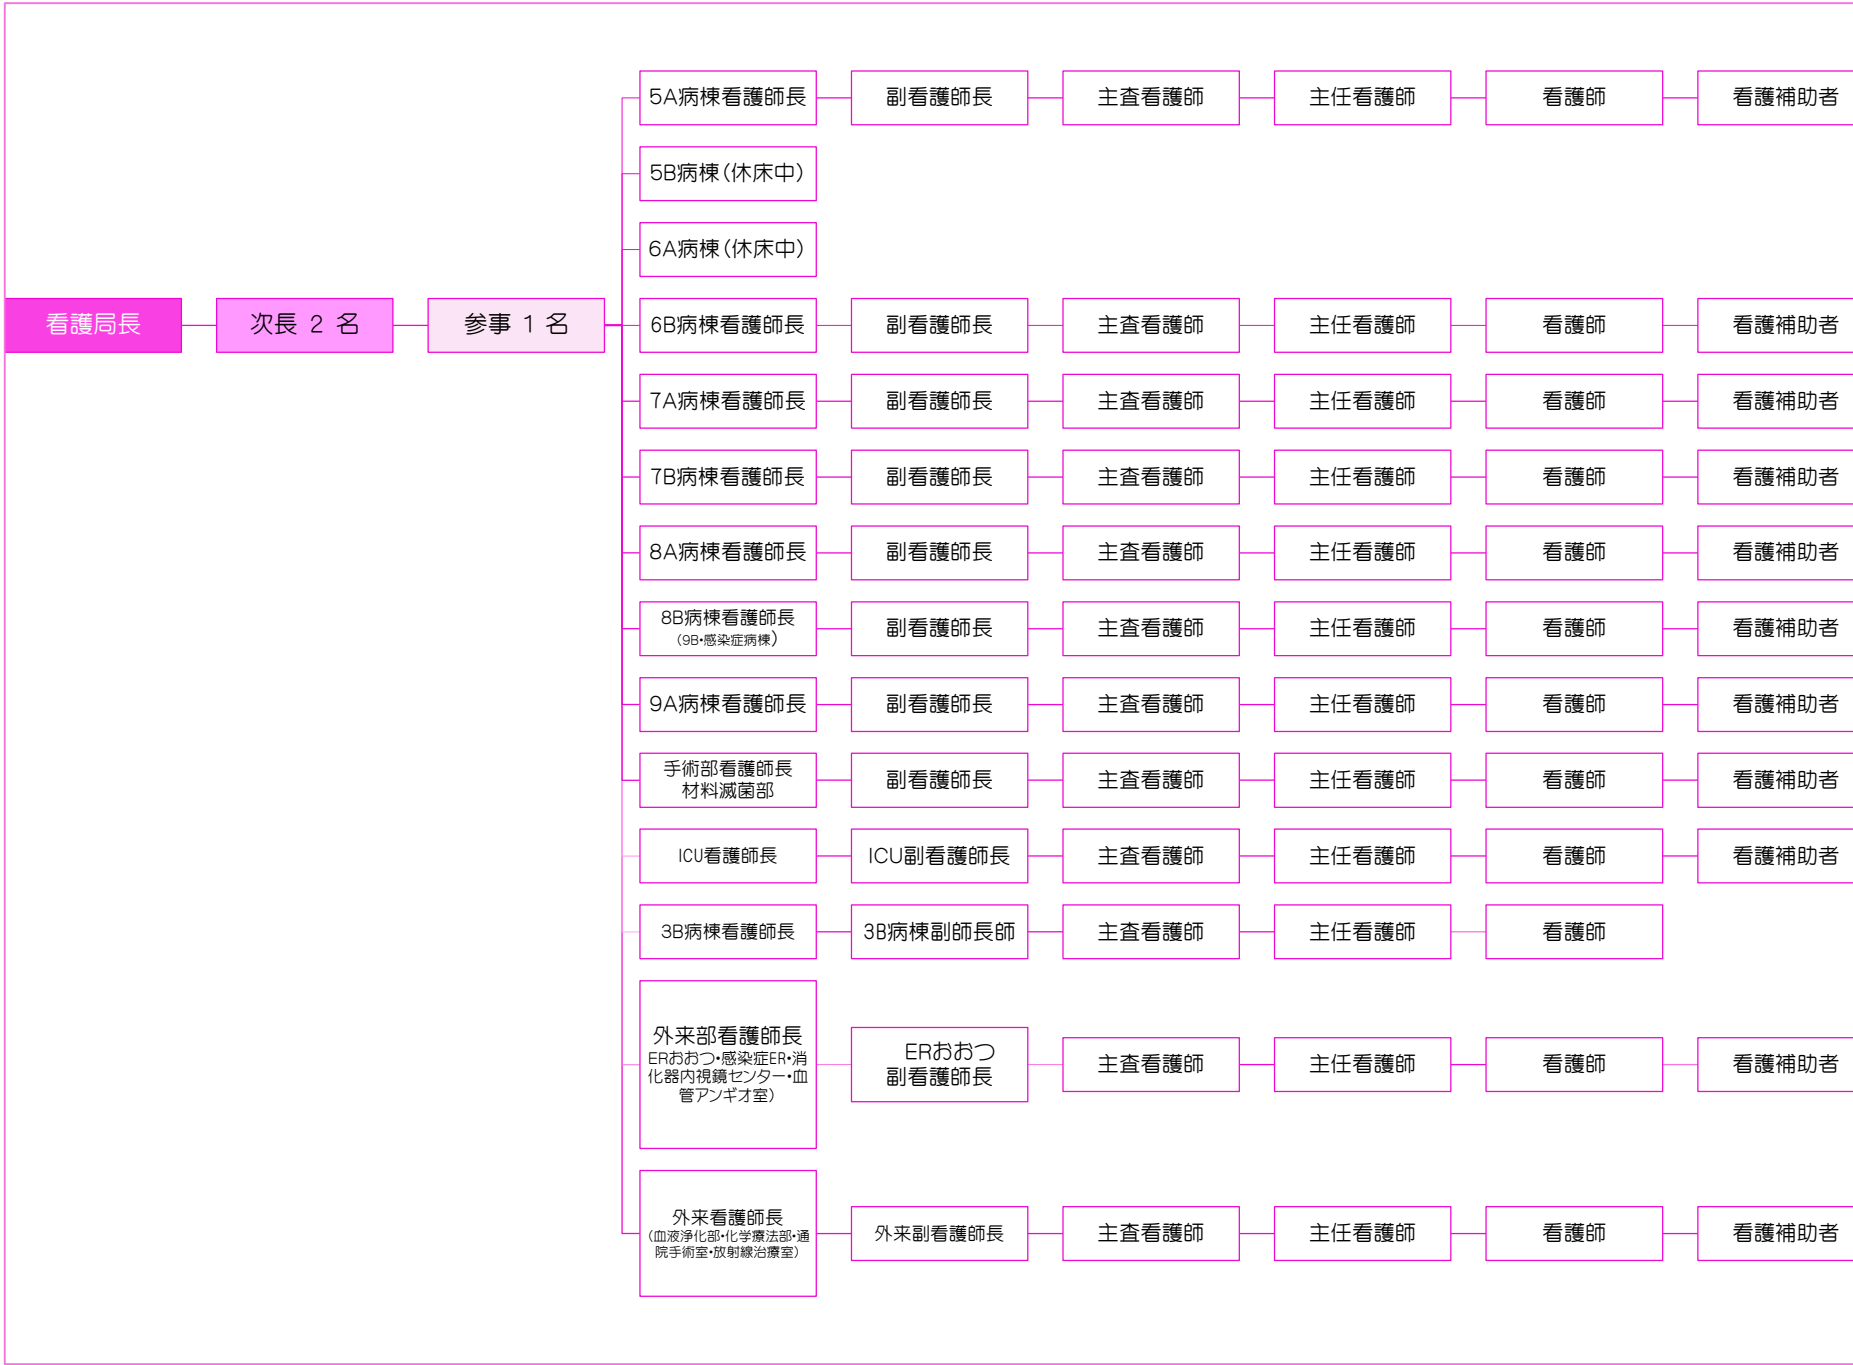 5A病棟看護師長 副看護師長 主査看護師 主任看護師 看護師 看護補助者
5B病棟(休床中)
6A病棟(休床中)
看護局長 次長 2 名 参事 1 名 6B病棟看護師長 副看護師長 主査看護師 主任看護師 看護師 看護補助者
7A病棟看護師長 副看護師長 主査看護師 主任看護師 看護師 看護補助者
7B病棟看護師長 副看護師長 主査看護師 主任看護師 看護師 看護補助者
8A病棟看護師長 副看護師長 主査看護師 主任看護師 看護師 看護補助者
8B病棟看護師長
(9B・感染症病棟)
副看護師長 主査看護師 主任看護師 看護師 看護補助者
9A病棟看護師長 副看護師長 主査看護師 主任看護師 看護師 看護補助者
手術部看護師長
材料滅菌部
副看護師長 主査看護師 主任看護師 看護師 看護補助者
ICU看護師長 ICU副看護師長 主査看護師 主任看護師 看護師 看護補助者
3B病棟看護師長 3B病棟副師長師 主査看護師 主任看護師 看護師
外来部看護師長
ERおおつ・感染症ER・消
化器内視鏡センター・血
管アンギオ室)
ERおおつ
副看護師長
主査看護師 主任看護師 看護師 看護補助者
外来看護師長
(血液浄化部・化学療法部・通
院手術室・放射線治療室)
外来副看護師長 主査看護師 主任看護師 看護師 看護補助者